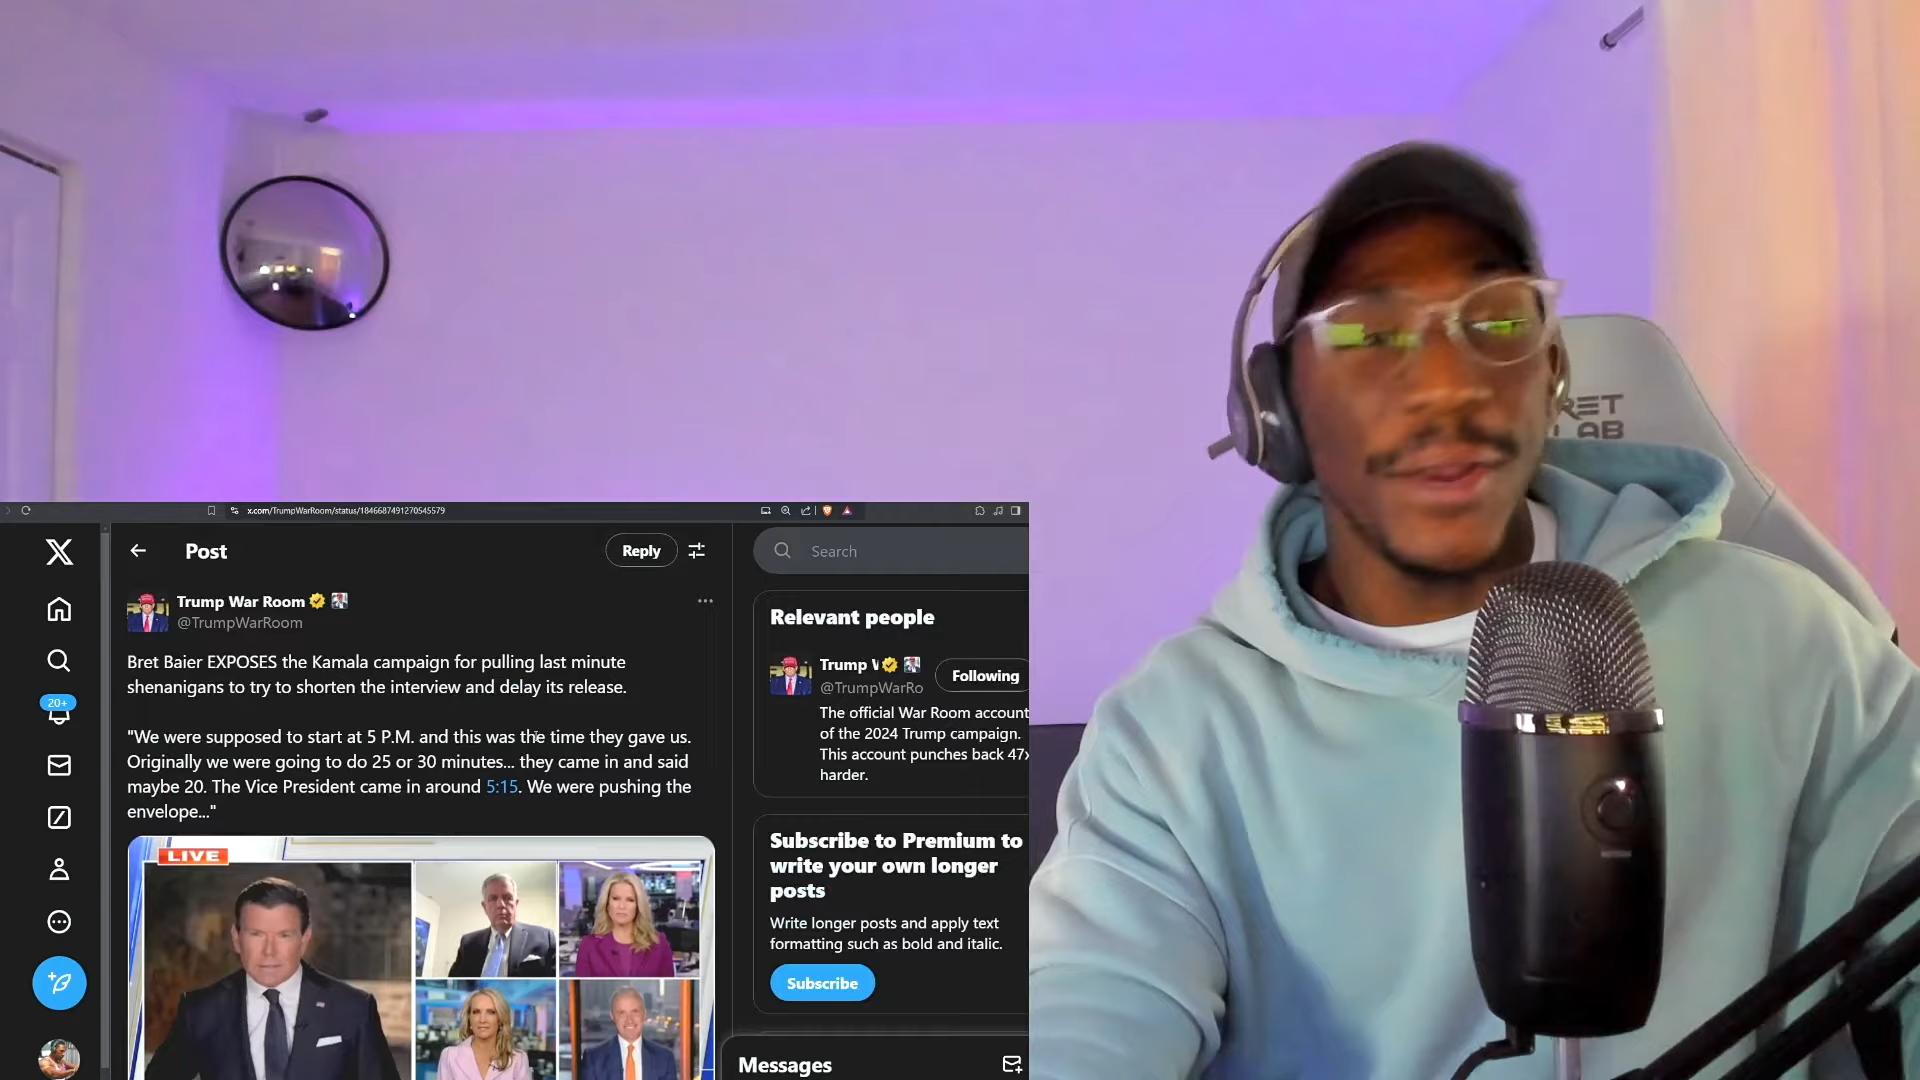 x.com/TrumpWarRoom/status/1846687491270545579
Post
Reply
Search
Trump War Room
@TrumpWarRoom
Bret Baier EXPOSES the Kamala campaign for pulling last minute
shenanigans to try to shorten the interview and delay its release.
"We were supposed to start at 5 P.M. and this was the time they gave us.
Originally we were going to do 25 or 30 minutes... they came in and said
maybe 20. The Vice President came in around 5:15. We were pushing the
envelope..."
LIVE
20+
Relevant people
Trump
@TrumpWarRo
Following
The official War Room account
of the 2024 Trump campaign.
This account punches back 47x
harder.
Subscribe to Premium to
write your own longer
posts
Write longer posts and apply text
formatting such as bold and italic.
Subscribe
Messages
RET
LAB